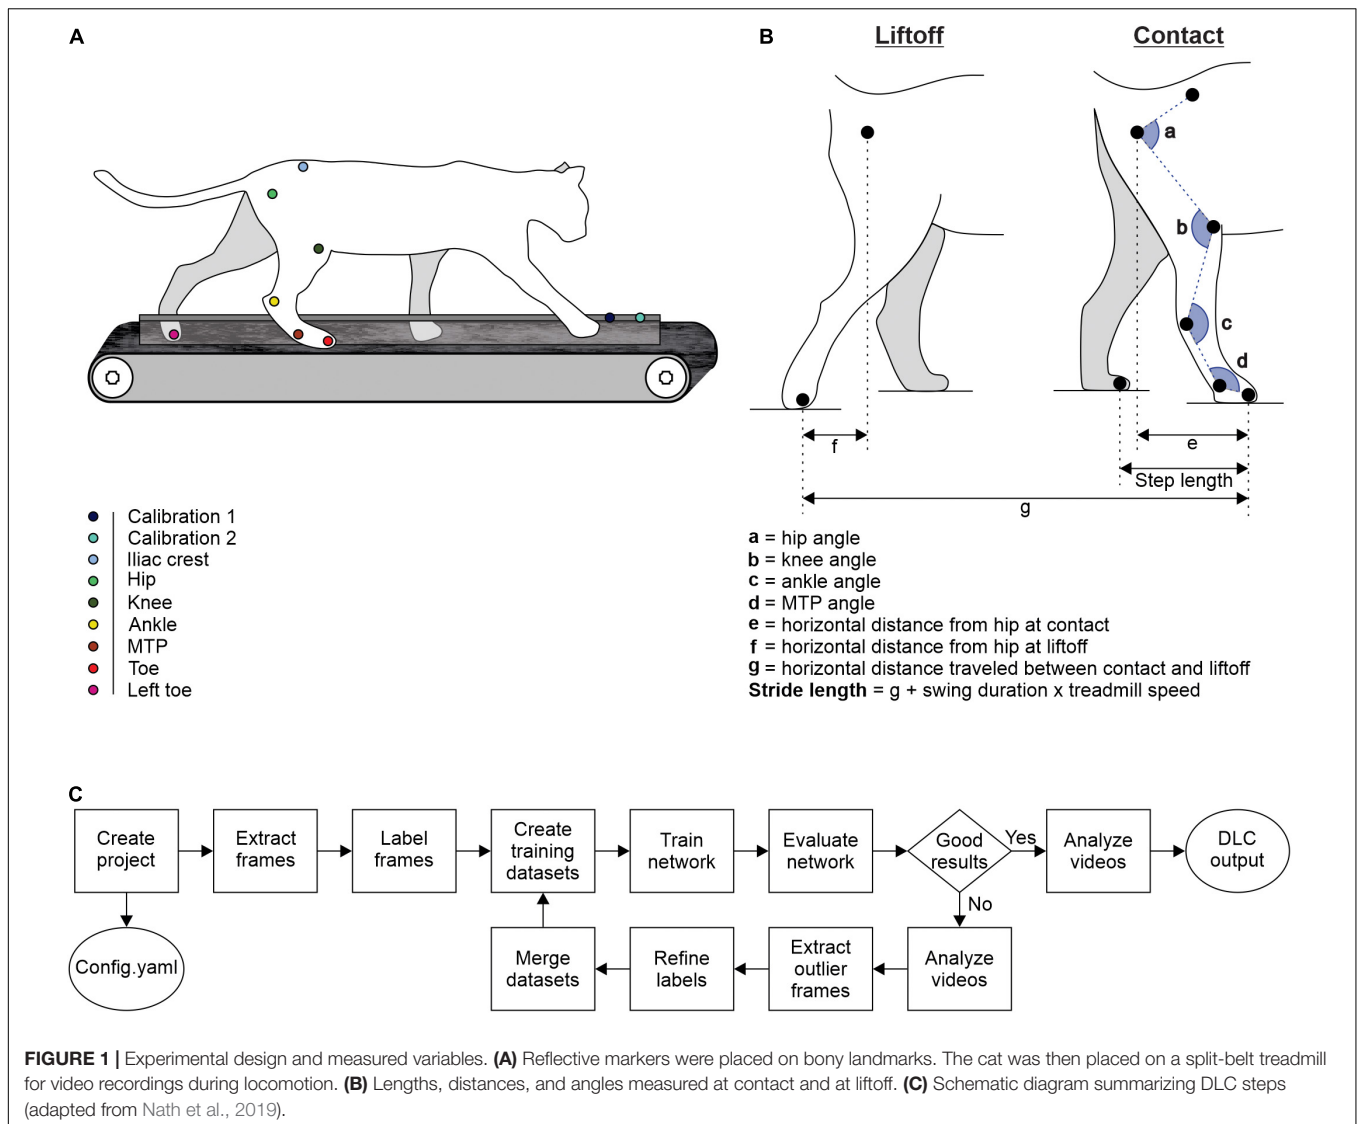 A
Calibration 1
Calibration 2
Iliac crest
Hip
Knee
Ankle
MTP
Toe
Left toe
B
Liftoff
Contact
a
b
c
d
f
e
Step length
g
a = hip angle
b = knee angle
c = ankle angle
d = MTP angle
e = horizontal distance from hip at contact
f = horizontal distance from hip at liftoff
g = horizontal distance traveled between contact and liftoff
Stride length = g + swing duration x treadmill speed
C
Create
project
Extract
frames
Label
frames
Create
training
datasets
Train
network
Evaluate
network
Good
results
Yes
Analyze
videos
DLC
output
No
Config.yaml
Merge
datasets
Refine
labels
Extract
outlier
frames
Analyze
videos
FIGURE 1 | Experimental design and measured variables. (A) Reflective markers were placed on bony landmarks. The cat was then placed on a split-belt treadmill
for video recordings during locomotion. (B) Lengths, distances, and angles measured at contact and at liftoff. (C) Schematic diagram summarizing DLC steps
(adapted from Nath et al., 2019).